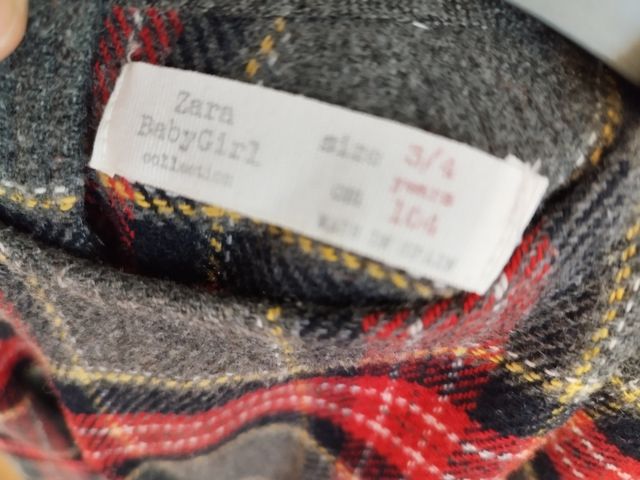 Zara
BabyGirl
collection
size 3/4
years
cm 104
MADE IN SPAIN